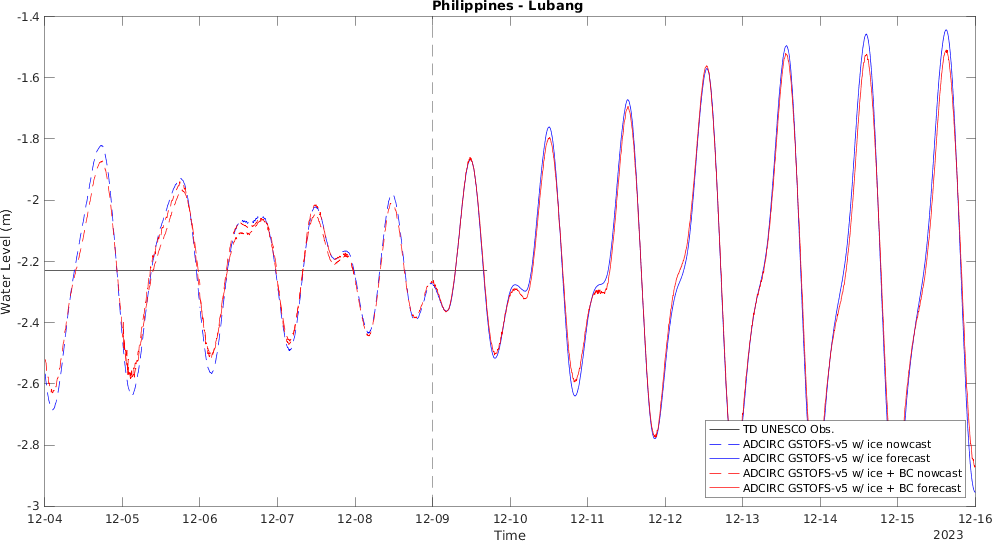 Philippines - Lubang
-1.4
-1.6
-1.8
-2
-2.2
-2.4
-2.6
-2.8
-3
Water Level (m)
TD UNESCO Obs.
ADCIRC GSTOFS-v5 w/ ice nowcast
ADCIRC GSTOFS-v5 w/ ice forecast
ADCIRC GSTOFS-v5 w/ ice + BC nowcast
ADCIRC GSTOFS-v5 w/ ice + BC forecast
12-04 12-05 12-06 12-07 12-08 12-09 12-10 12-11 12-12 12-13 12-14 12-15 12-16
Time
2023